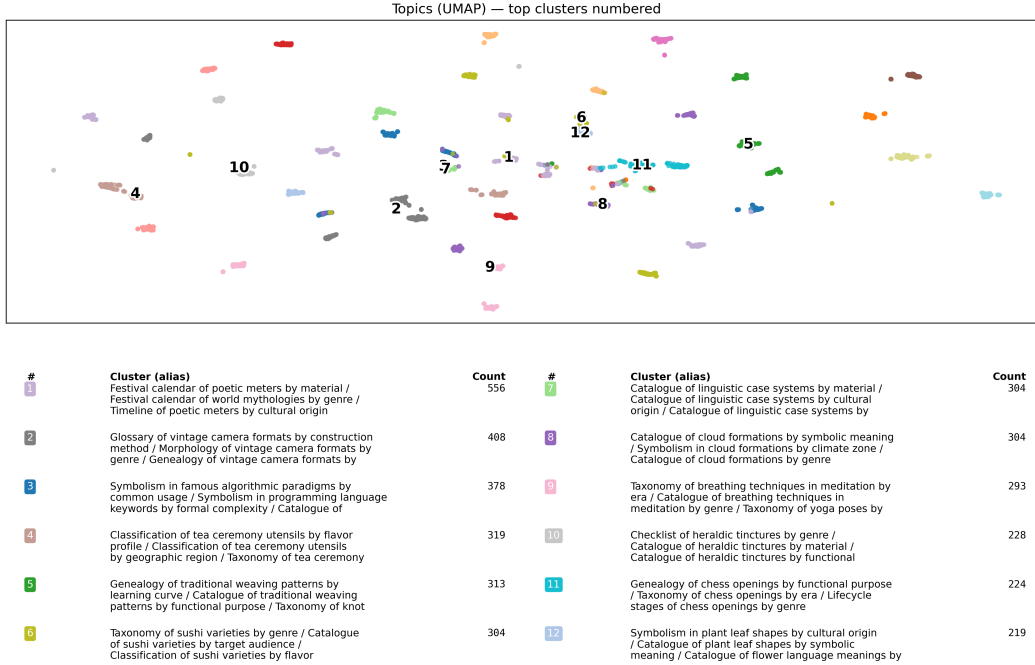 Topics (UMAP) — top clusters numbered
6
12
1
5
7
11
10
4
2
8
9
# Cluster (alias) Count
1 Festival calendar of poetic meters by material / 556
Festival calendar of world mythologies by genre /
Timeline of poetic meters by cultural origin
2 Glossary of vintage camera formats by construction 408
method / Morphology of vintage camera formats by
genre / Genealogy of vintage camera formats by
3 Symbolism in famous algorithmic paradigms by 378
common usage / Symbolism in programming language
keywords by formal complexity / Catalogue of
4 Classification of tea ceremony utensils by flavor 319
profile / Classification of tea ceremony utensils
by geographic region / Taxonomy of tea ceremony
5 Genealogy of traditional weaving patterns by 313
learning curve / Catalogue of traditional weaving
patterns by functional purpose / Taxonomy of knot
6 Taxonomy of sushi varieties by genre / Catalogue 304
of sushi varieties by target audience /
Classification of sushi varieties by flavor
# Cluster (alias) Count
7 Catalogue of linguistic case systems by material / 304
Catalogue of linguistic case systems by cultural
origin / Catalogue of linguistic case systems by
8 Catalogue of cloud formations by symbolic meaning 304
/ Symbolism in cloud formations by climate zone /
Catalogue of cloud formations by genre
9 Taxonomy of breathing techniques in meditation by 293
era / Catalogue of breathing techniques in
meditation by genre / Taxonomy of yoga poses by
10 Checklist of heraldic tinctures by genre / 228
Catalogue of heraldic tinctures by material /
Catalogue of heraldic tinctures by functional
11 Genealogy of chess openings by functional purpose 224
/ Taxonomy of chess openings by era / Lifecycle
stages of chess openings by genre
12 Symbolism in plant leaf shapes by cultural origin 219
/ Catalogue of plant leaf shapes by symbolic
meaning / Catalogue of flower language meanings by